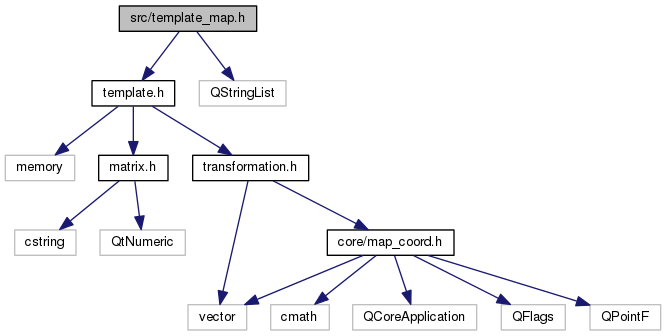 src/template_map.h
template.h
QStringList
memory
matrix.h
transformation.h
cstring
QtNumeric
core/map_coord.h
vector
cmath
QCoreApplication
QFlags
QPointF